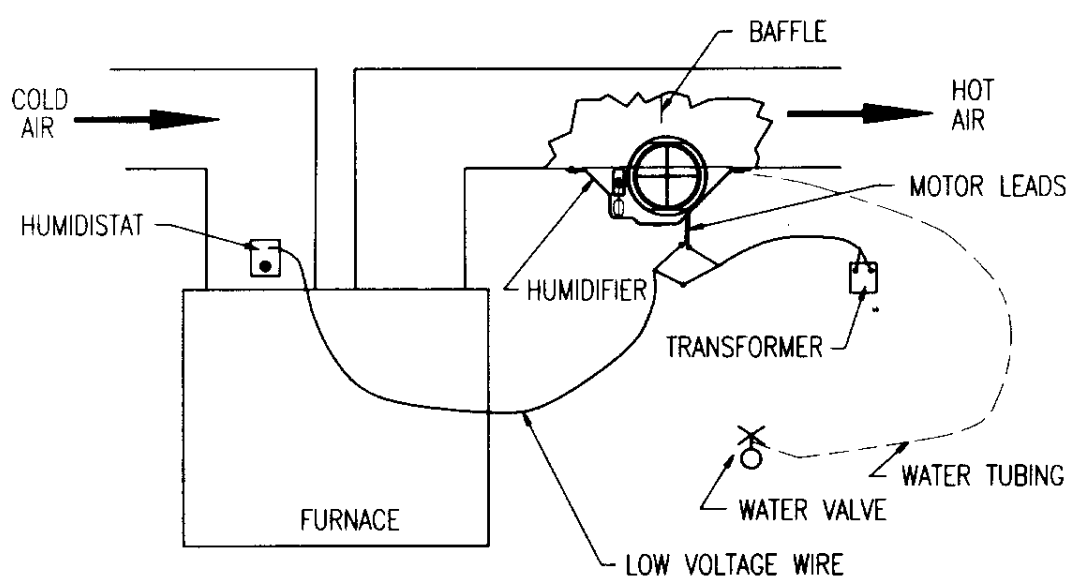 BAFFLE
COLD
AIR
HOT
AIR
MOTOR LEADS
HUMIDISTAT
HUMIDIFIER
TRANSFORMER
WATER TUBING
WATER VALVE
FURNACE
LOW VOLTAGE WIRE